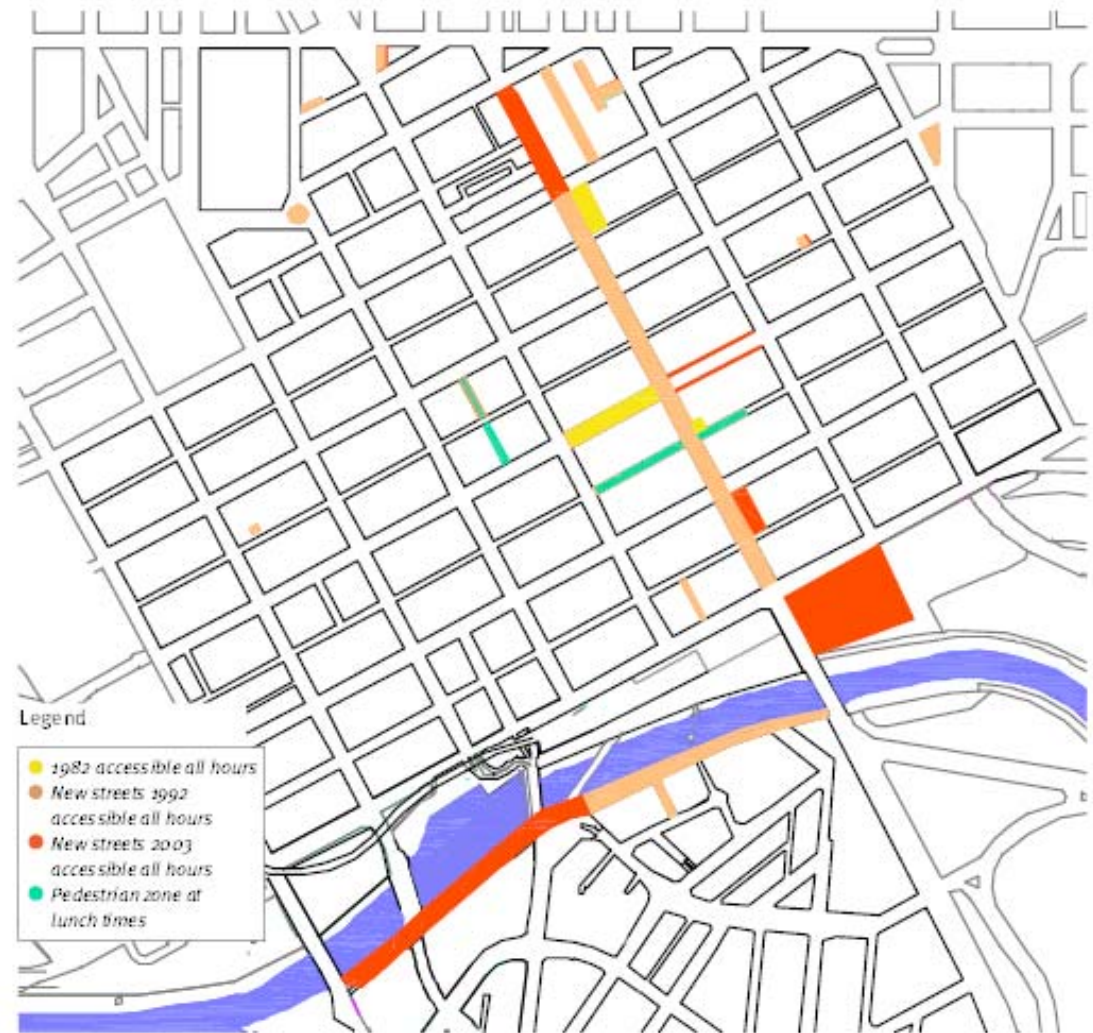 Legend
1982 accessible all hours
New streets 1992
accessible all hours
New streets 2003
accessible all hours
Pedestrian zone at
lunch times